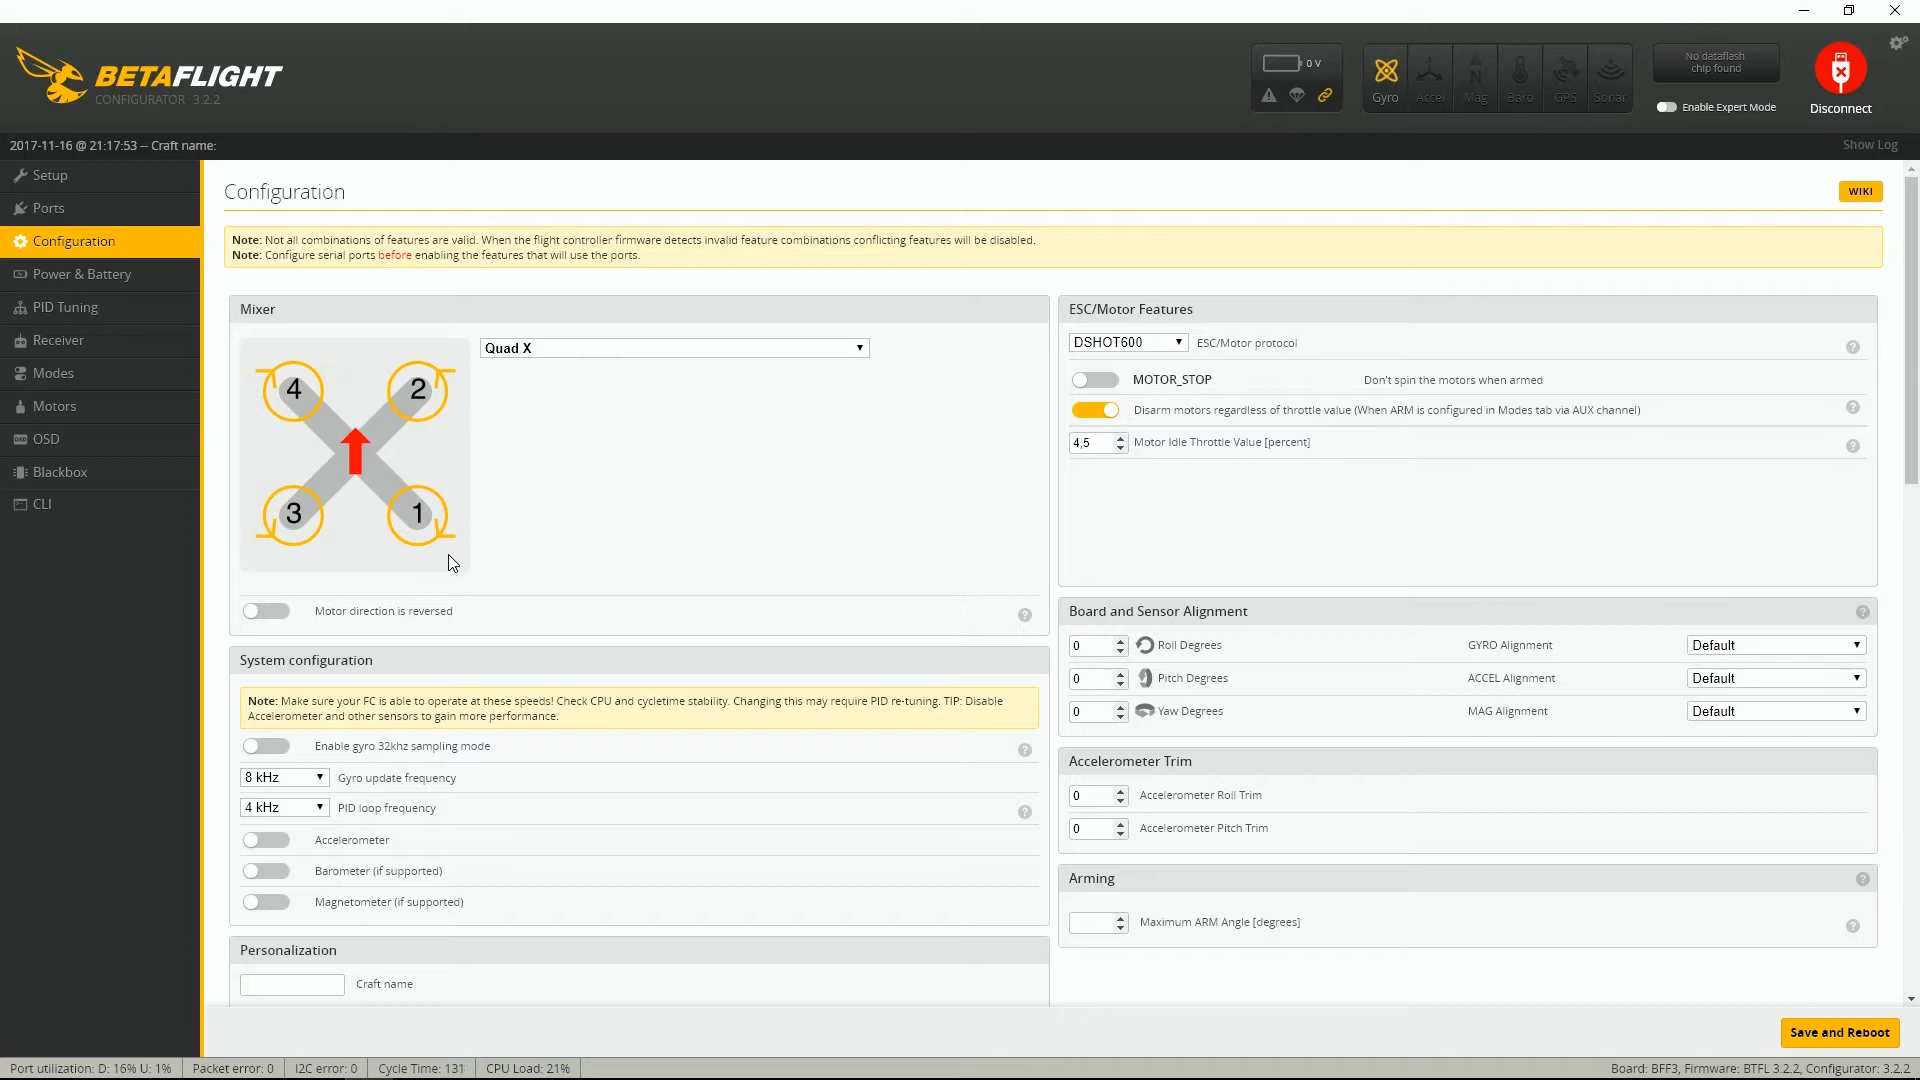 BETAFLIGHT
CONFIGURATOR 3.2.2
0 V
Gyro
Accel
Mag
Baro
GPS
Sonar
No dataflash
chip found
Enable Expert Mode
Disconnect
2017-11-16 @ 21:17:53 -- Craft name:
Show Log
Setup
Ports
Configuration
Power & Battery
PID Tuning
Receiver
Modes
Motors
OSD
Blackbox
CLI
Configuration
WIKI
Note: Not all combinations of features are valid. When the flight controller firmware detects invalid feature combinations conflicting features will be disabled.
Note: Configure serial ports before enabling the features that will use the ports.
Mixer
Quad X
4
2
3
1
Motor direction is reversed
?
System configuration
Note: Make sure your FC is able to operate at these speeds! Check CPU and cycletime stability. Changing this may require PID re-tuning. TIP: Disable
Accelerometer and other sensors to gain more performance.
Enable gyro 32khz sampling mode
?
8 kHz Gyro update frequency
4 kHz PID loop frequency
?
Accelerometer
Barometer (if supported)
Magnetometer (if supported)
Personalization
Craft name
ESC/Motor Features
DSHOT600 ESC/Motor protocol
?
MOTOR_STOP Don't spin the motors when armed
Disarm motors regardless of throttle value (When ARM is configured in Modes tab via AUX channel)
?
4,5 Motor Idle Throttle Value [percent]
?
Board and Sensor Alignment
?
0 Roll Degrees GYRO Alignment Default
0 Pitch Degrees ACCEL Alignment Default
0 Yaw Degrees MAG Alignment Default
Accelerometer Trim
0 Accelerometer Roll Trim
0 Accelerometer Pitch Trim
Arming
?
Maximum ARM Angle [degrees]
?
Save and Reboot
Port utilization: D: 16% U: 1% Packet error: 0 I2C error: 0 Cycle Time: 131 CPU Load: 21% Board: BFF3, Firmware: BTFL 3.2.2, Configurator: 3.2.2